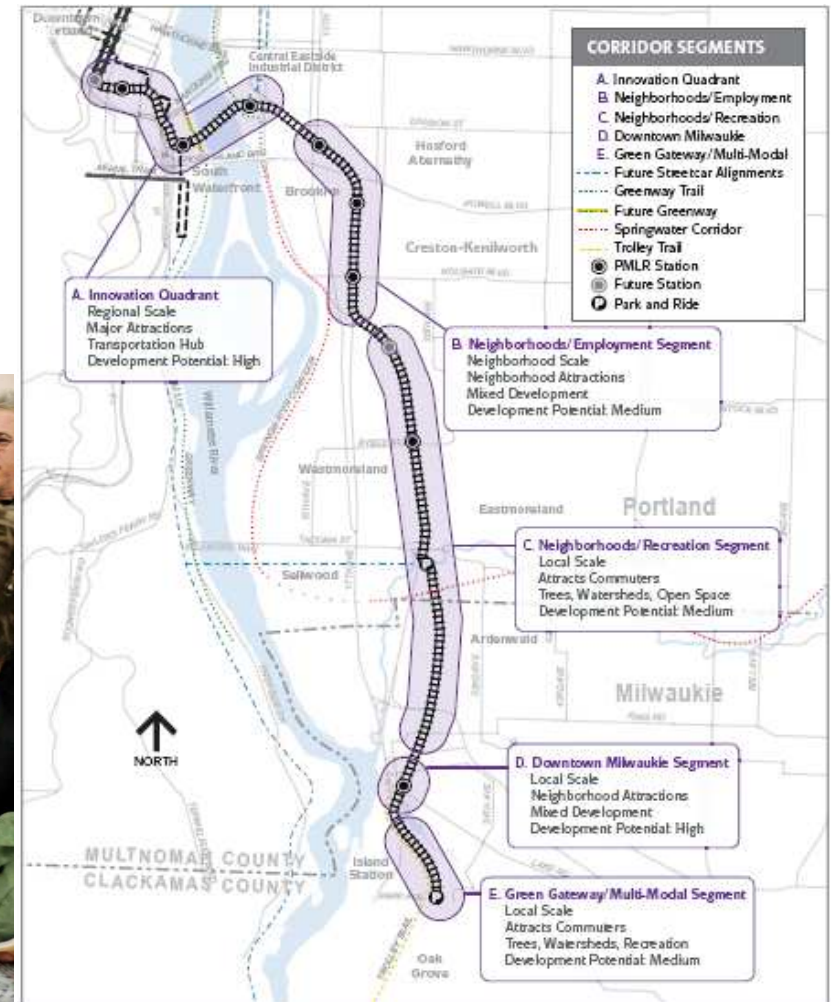 CORRIDOR SEGMENTS
A. Innovation Quadrant
B. Neighborhoods/Employment
C. Neighborhoods/Recreation
D. Downtown Milwaukie
E. Green Gateway/Multi-Modal
Future Streetcar Alignments
Greenway Trail
Future Greenway
Springwater Corridor
Trolley Trail
PMLR Station
Future Station
Park and Ride
Downtown
Central Eastside
Industrial District
Hosford
Abernathy
South
Waterfront
Creston-Kenilworth
A. Innovation Quadrant
Regional Scale
Major Attractions
Transportation Hub
Development Potential: High
B. Neighborhoods/Employment Segment
Neighborhood Scale
Neighborhood Attractions
Mixed Development
Development Potential: Medium
Willamette River
Westmoreland
Eastmoreland
Portland
C. Neighborhoods/Recreation Segment
Local Scale
Attracts Commuters
Trees, Watersheds, Open Space
Development Potential: Medium
Sellwood
Ardenwald
Milwaukie
NORTH
D. Downtown Milwaukie Segment
Local Scale
Neighborhood Attractions
Mixed Development
Development Potential: High
MULTNOMAH COUNTY
CLACKAMAS COUNTY
Island
Station
E. Green Gateway/Multi-Modal Segment
Local Scale
Attracts Commuters
Trees, Watersheds, Recreation
Development Potential: Medium
TROLLEY TRAIL
Oak
Grove